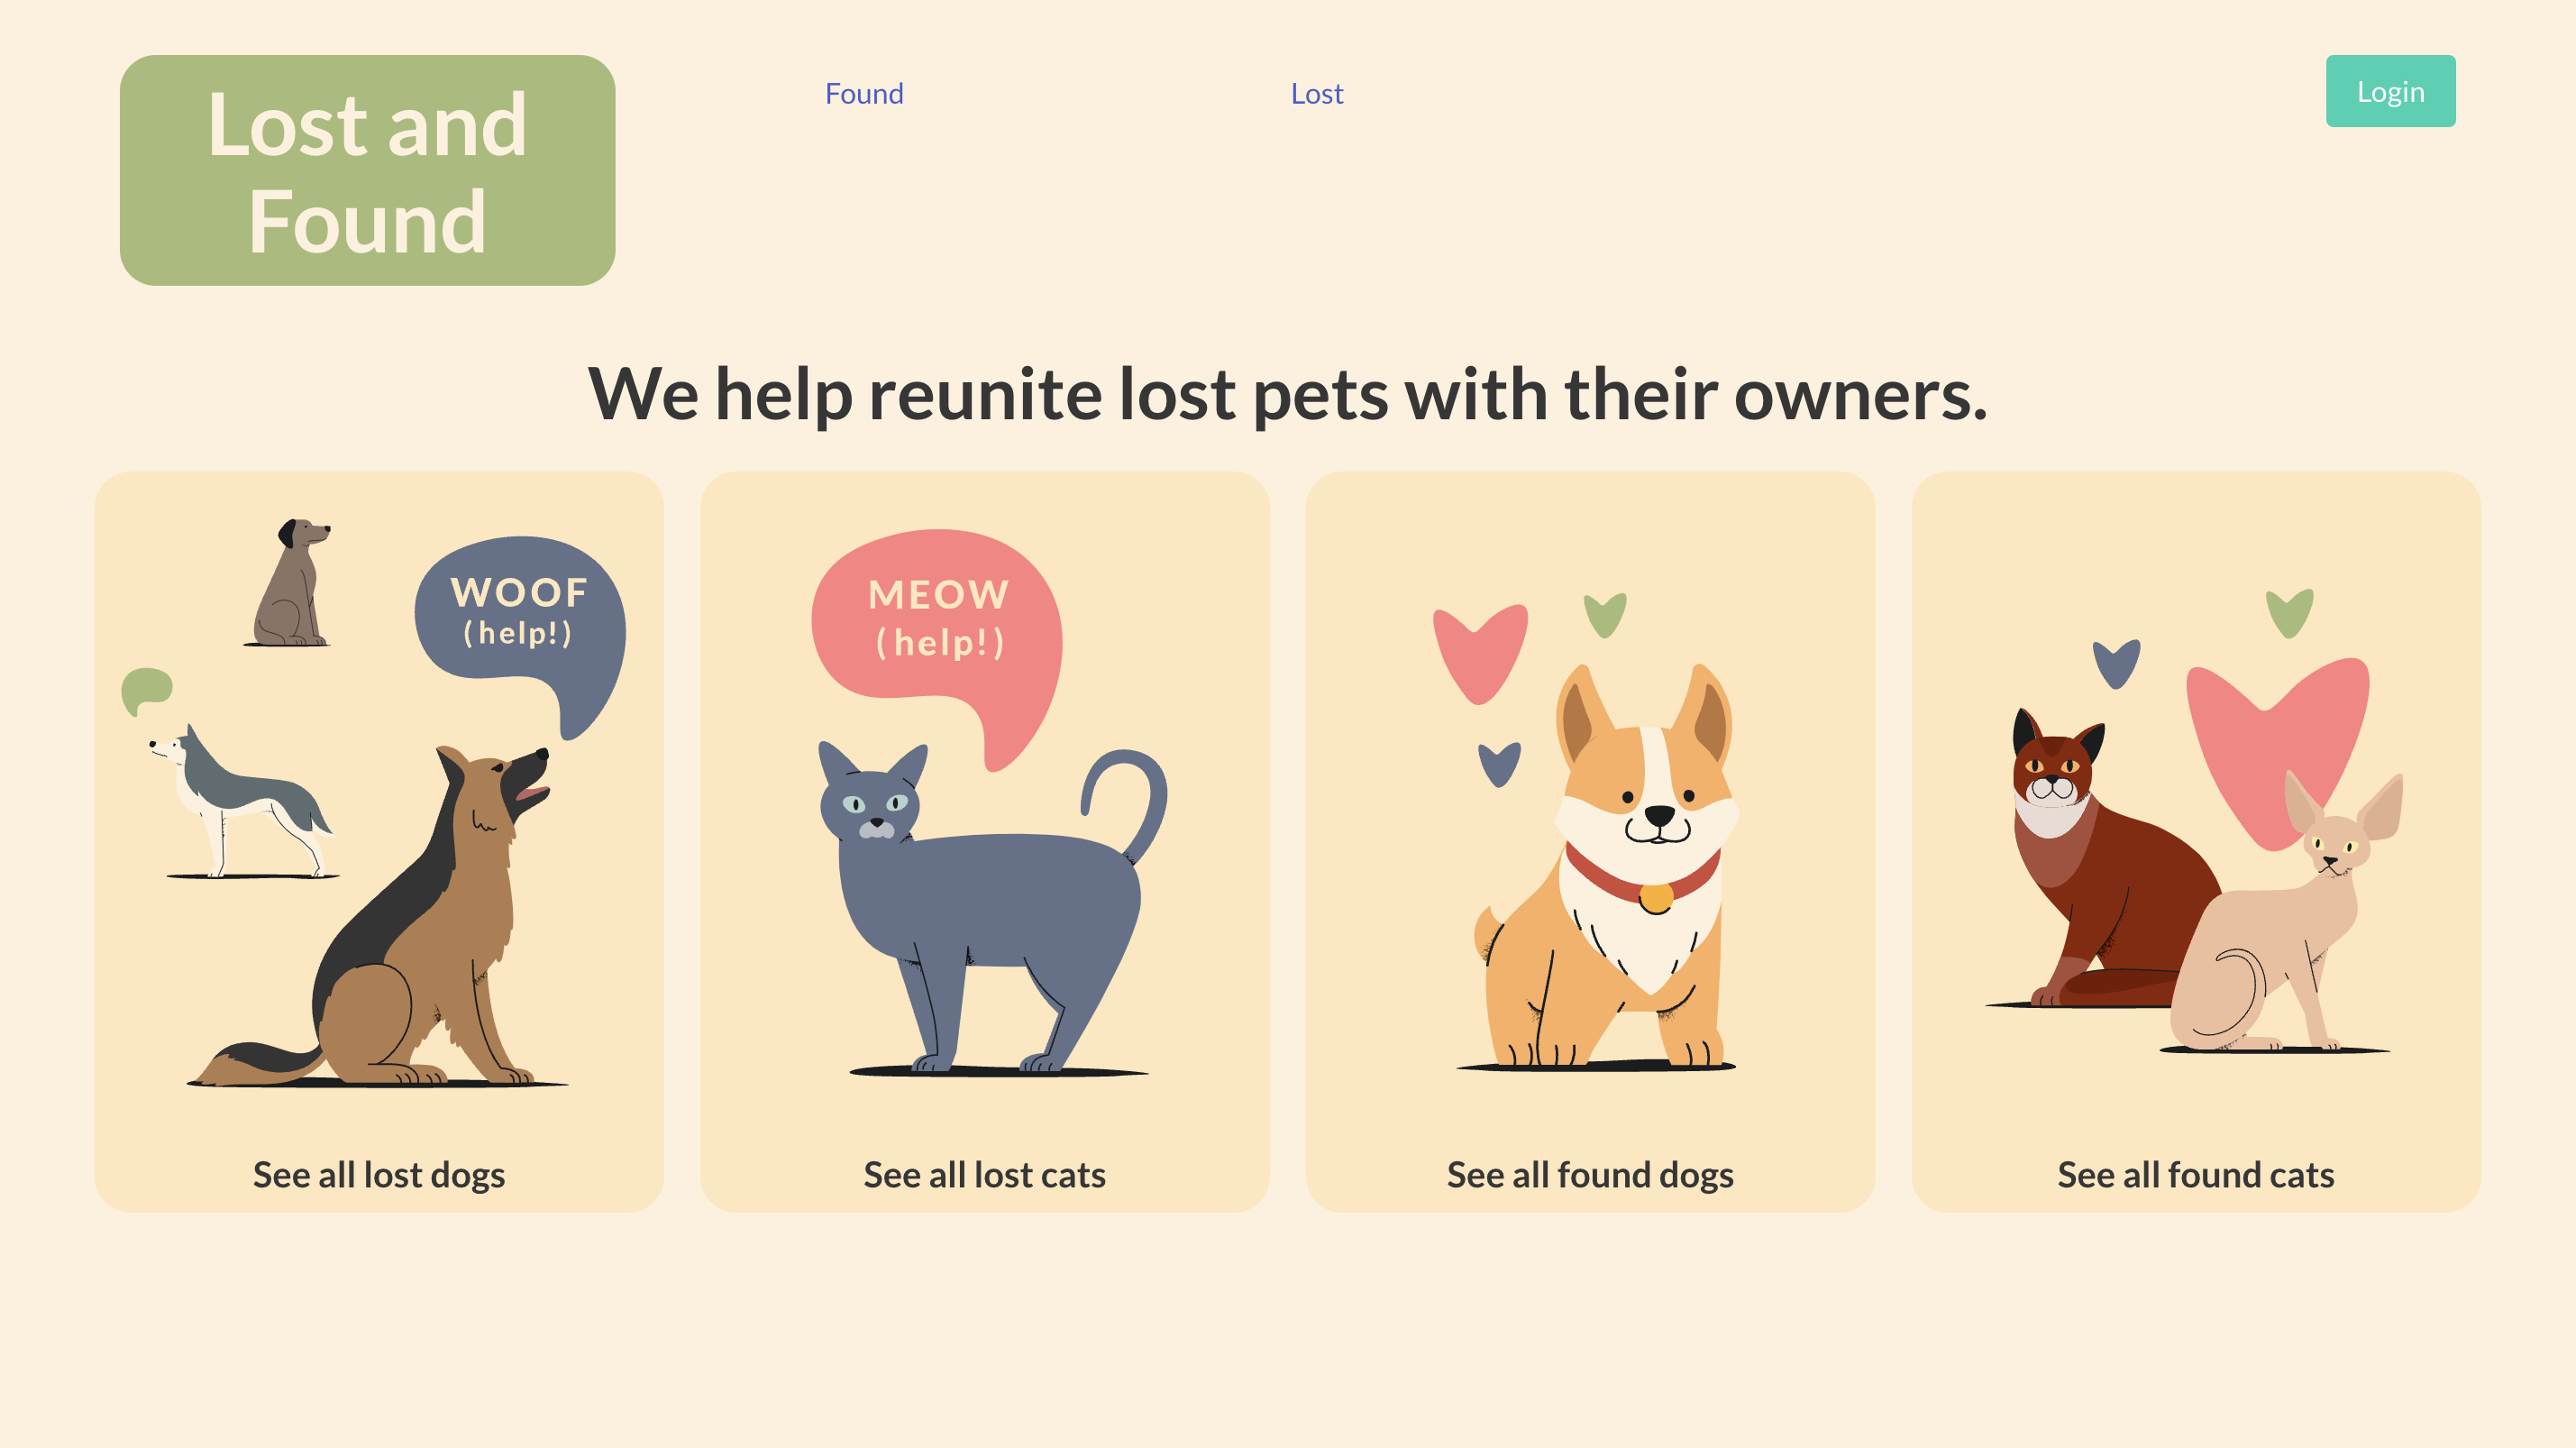 Lost and
Found
Found
Lost
Login
We help reunite lost pets with their owners.
WOOF
(help!)
MEOW
(help!)
See all lost dogs
See all lost cats
See all found dogs
See all found cats